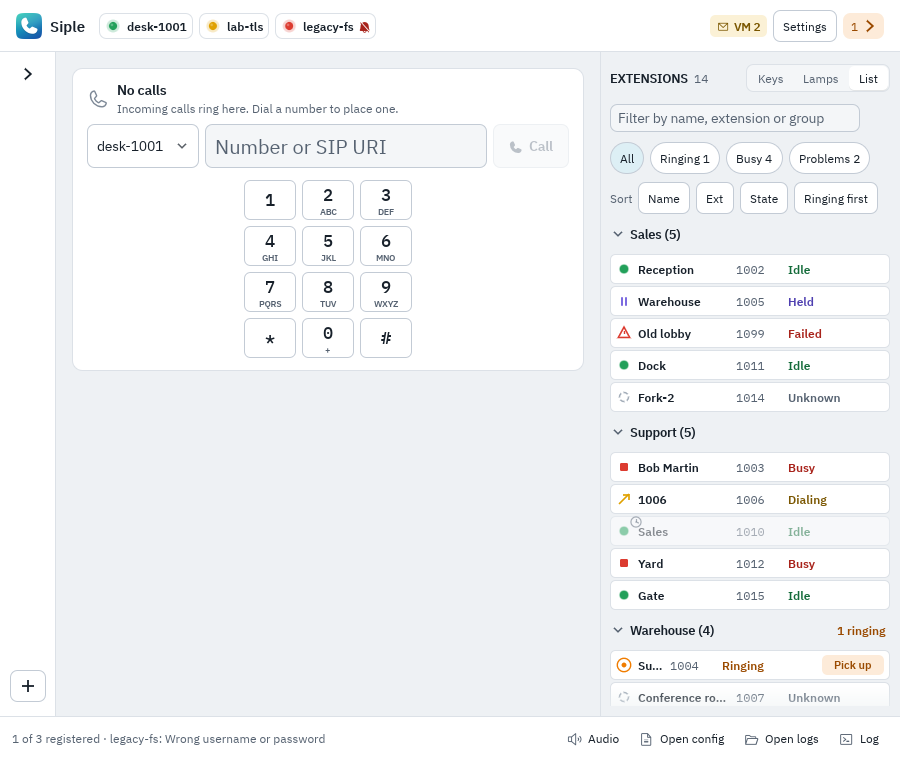 Siple desk-1001 lab-tls legacy-fs VM 2 Settings 1
No calls
Incoming calls ring here. Dial a number to place one.
desk-1001 Number or SIP URI Call
1 2 3
ABC DEF
4 5 6
GHI JKL MNO
7 8 9
PQRS TUV WXYZ
* 0 #
+
EXTENSIONS 14 Keys Lamps List
Filter by name, extension or group
All Ringing 1 Busy 4 Problems 2
Sort Name Ext State Ringing first
Sales (5)
Reception 1002 Idle
Warehouse 1005 Held
Old lobby 1099 Failed
Dock 1011 Idle
Fork-2 1014 Unknown
Support (5)
Bob Martin 1003 Busy
1006 1006 Dialing
Sales 1010 Idle
Yard 1012 Busy
Gate 1015 Idle
Warehouse (4) 1 ringing
Su... 1004 Ringing Pick up
Conference ro... 1007 Unknown
1 of 3 registered · legacy-fs: Wrong username or password Audio Open config Open logs Log